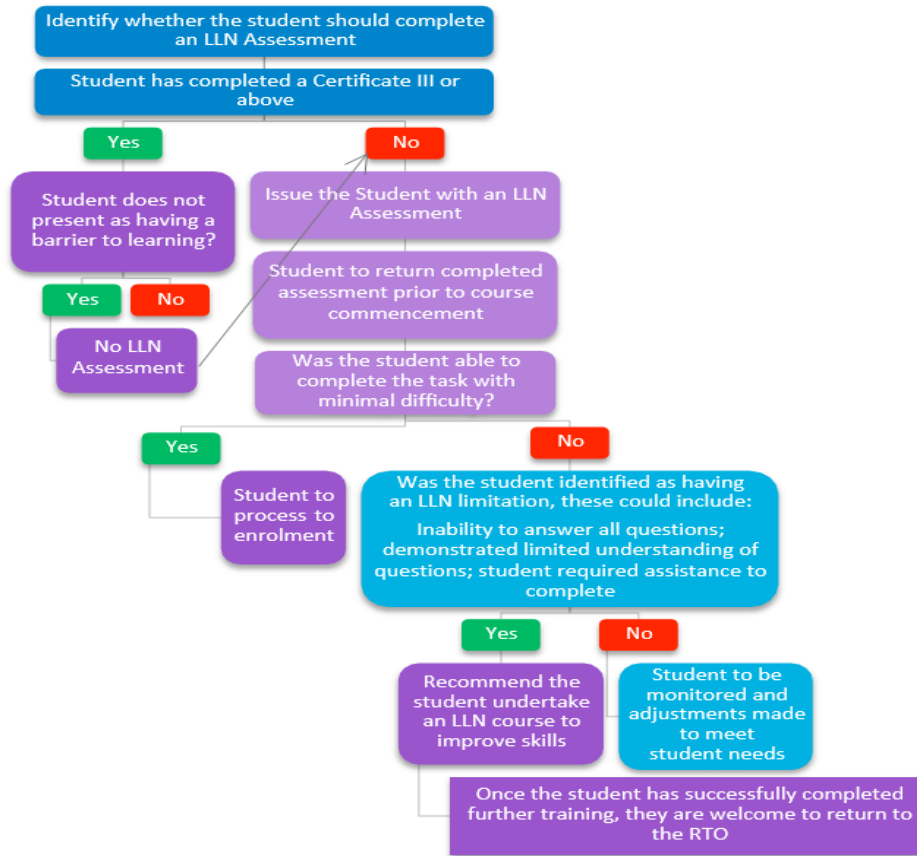 Identify whether the student should complete
an LLN Assessment
Student has completed a Certificate III or
above
Yes
No
Student does not
present as having a
barrier to learning?
Yes
No
No LLN
Assessment
Issue the Student with an LLN
Assessment
Student to return completed
assessment prior to course
commencement
Was the student able to
complete the task with
minimal difficulty?
Yes
No
Student to
process to
enrolment
Was the student identified as having
an LLN limitation, these could include:
Inability to answer all questions;
demonstrated limited understanding of
questions; student required assistance to
complete
Yes
No
Recommend the
student undertake
an LLN course to
improve skills
Student to be
monitored and
adjustments made
to meet
student needs
Once the student has successfully completed
further training, they are welcome to return to
the RTO